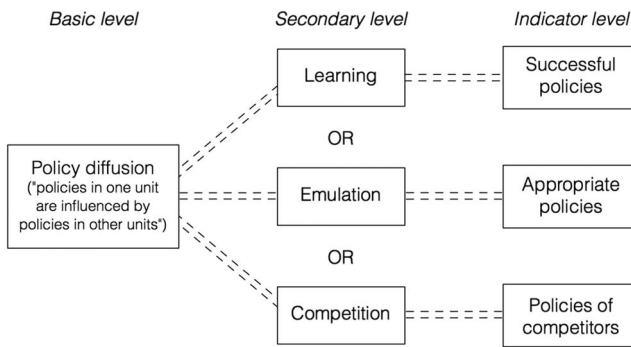 Basic level
Secondary level
Indicator level
Learning
Successful
policies
OR
Policy diffusion
("policies in one unit
are influenced by
policies in other units")
Emulation
Appropriate
policies
OR
Competition
Policies of
competitors